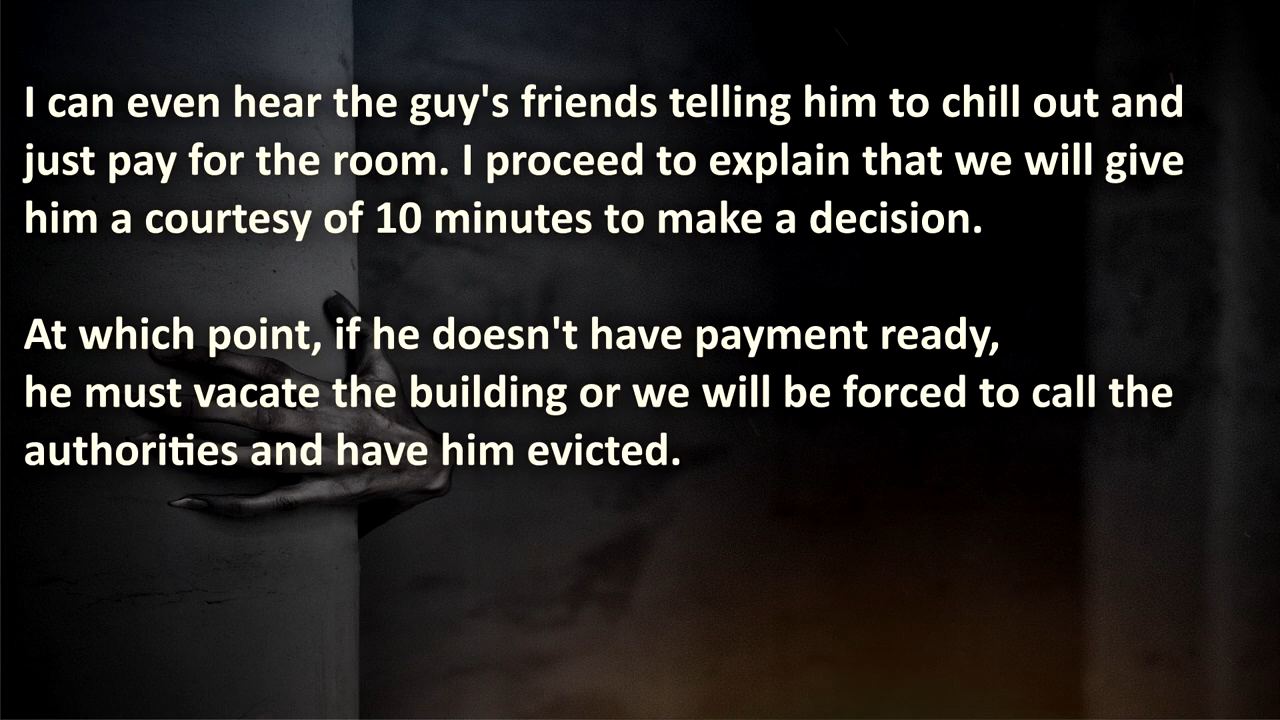 I can even hear the guy's friends telling him to chill out and
just pay for the room. I proceed to explain that we will give
him a courtesy of 10 minutes to make a decision.
At which point, if he doesn't have payment ready,
he must vacate the building or we will be forced to call the
authorities and have him evicted.